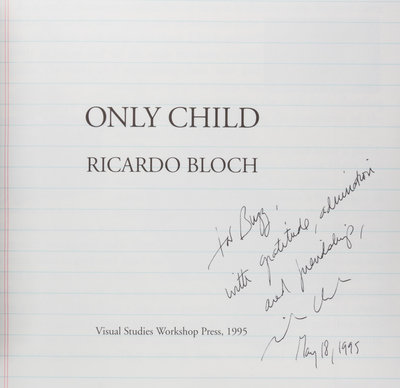 ONLY CHILD
RICARDO BLOCH
for Buzz,
with gratitude, admiration
and friendship,
May 18, 1995
Visual Studies Workshop Press, 1995